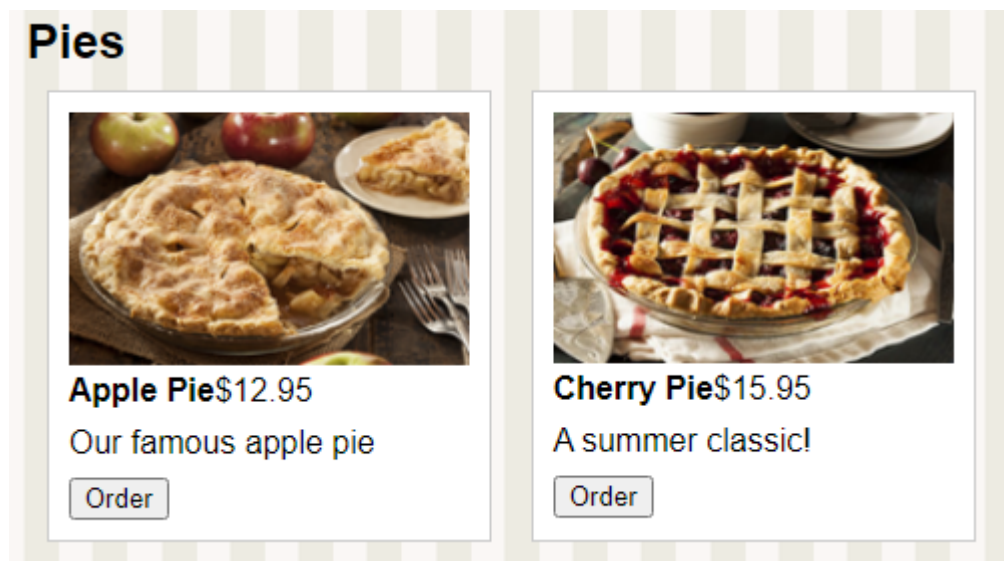 Pies
Apple Pie$12.95
Our famous apple pie
Order
Cherry Pie$15.95
A summer classic!
Order